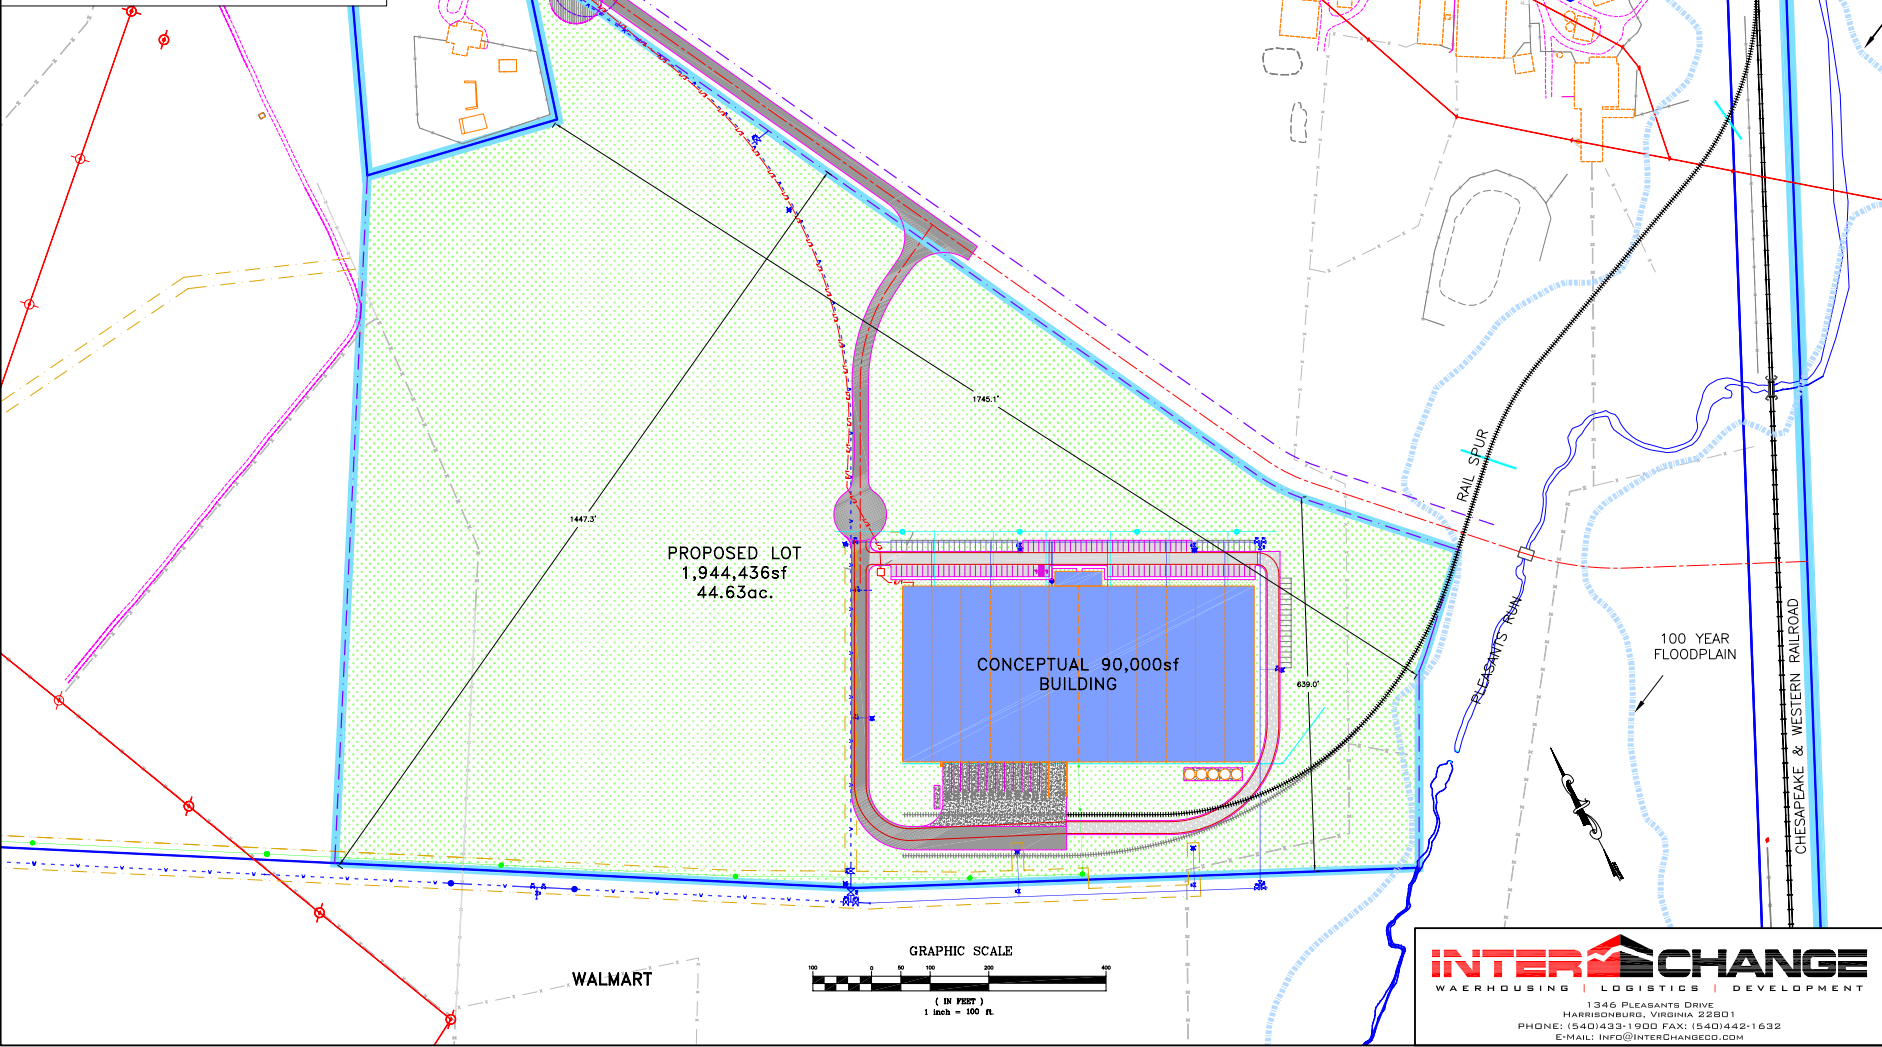 1745.1'
1447.3'
RAIL SPUR
PROPOSED LOT
1,944,436sf
44.63ac.
PLEASANTS RUN
100 YEAR
FLOODPLAIN
CONCEPTUAL 90,000sf
BUILDING
639.0'
CHESAPEAKE & WESTERN RAILROAD
WALMART
GRAPHIC SCALE
100 0 50 100 200 400
( IN FEET )
1 inch = 100 ft.
INTERCHANGE
WAERHOUSING | LOGISTICS | DEVELOPMENT
1346 PLEASANTS DRIVE
HARRISONBURG, VIRGINIA 22801
PHONE: (540)433-1900 FAX: (540)442-1632
E-MAIL: INFO@INTERCHANGECO.COM